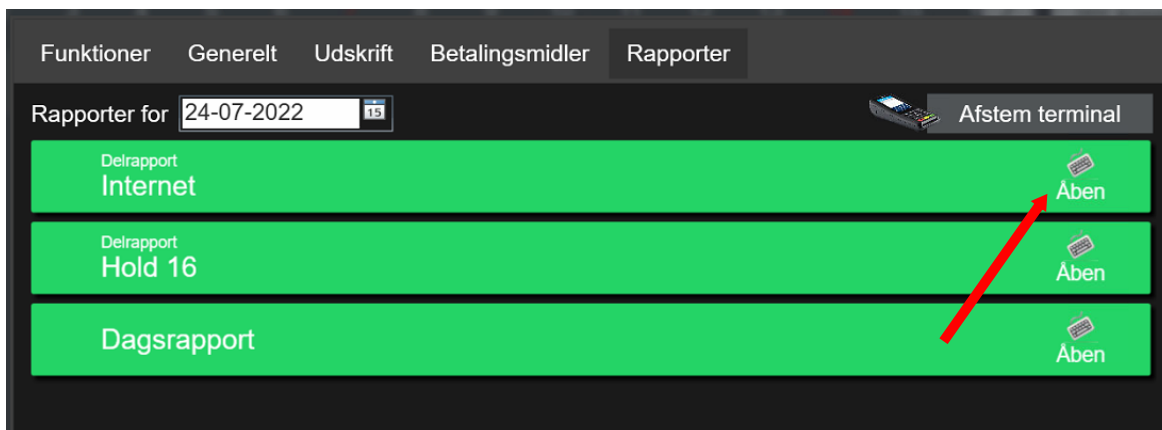 Funktioner Generelt Udskrift Betalingsmidler Rapporter
Rapporter for 24-07-2022 15 Afstem terminal
Delrapport
Internet Åben
Delrapport
Hold 16 Åben
Dagsrapport Åben